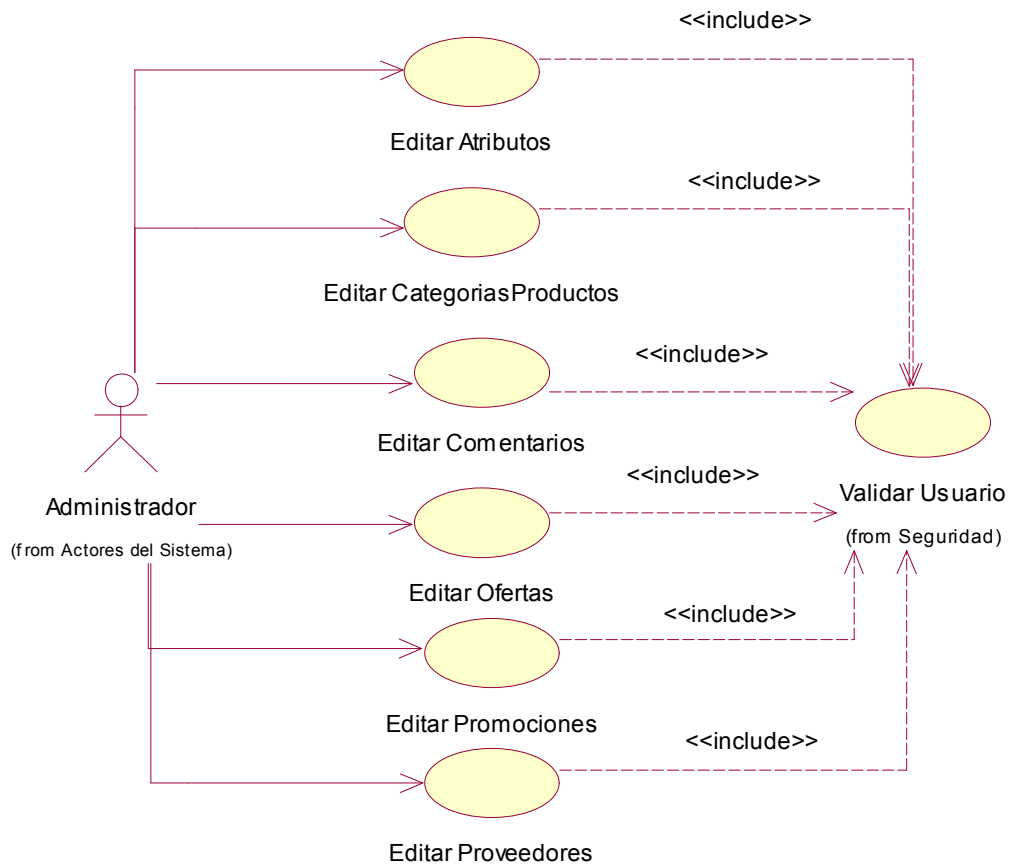 <<include>>
Editar Atributos
<<include>>
Editar CategoriasProductos
<<include>>
Editar Comentarios
<<include>>
Administrador
(from Actores del Sistema)
Validar Usuario
(from Seguridad)
Editar Ofertas
<<include>>
Editar Promociones
<<include>>
Editar Proveedores